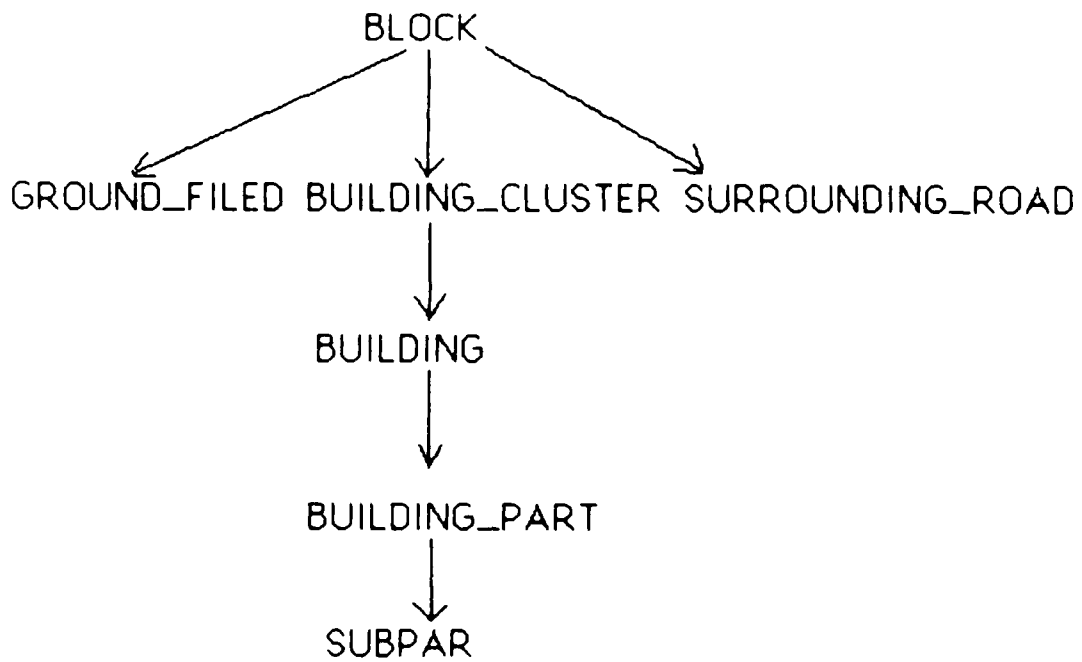 BLOCK
GROUND_FILED BUILDING_CLUSTER SURROUNDING_ROAD
BUILDING
BUILDING_PART
SUBPAR